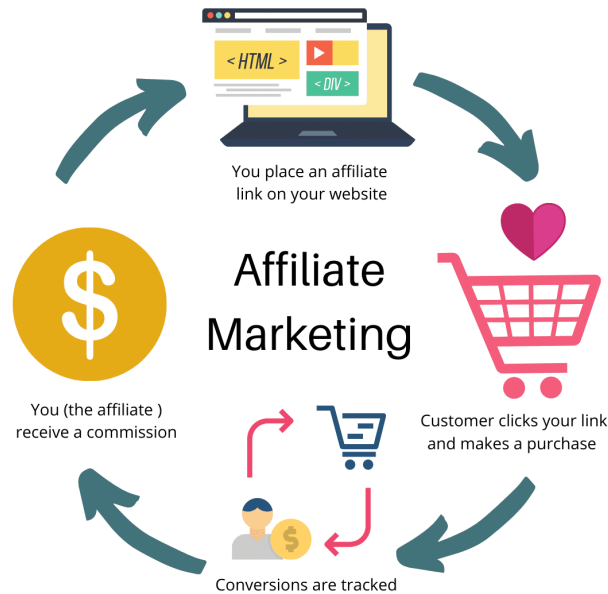 < HTML >
< DIV >
You place an affiliate
link on your website
Affiliate
Marketing
$
You (the affiliate )
receive a commission
Customer clicks your link
and makes a purchase
$
Conversions are tracked